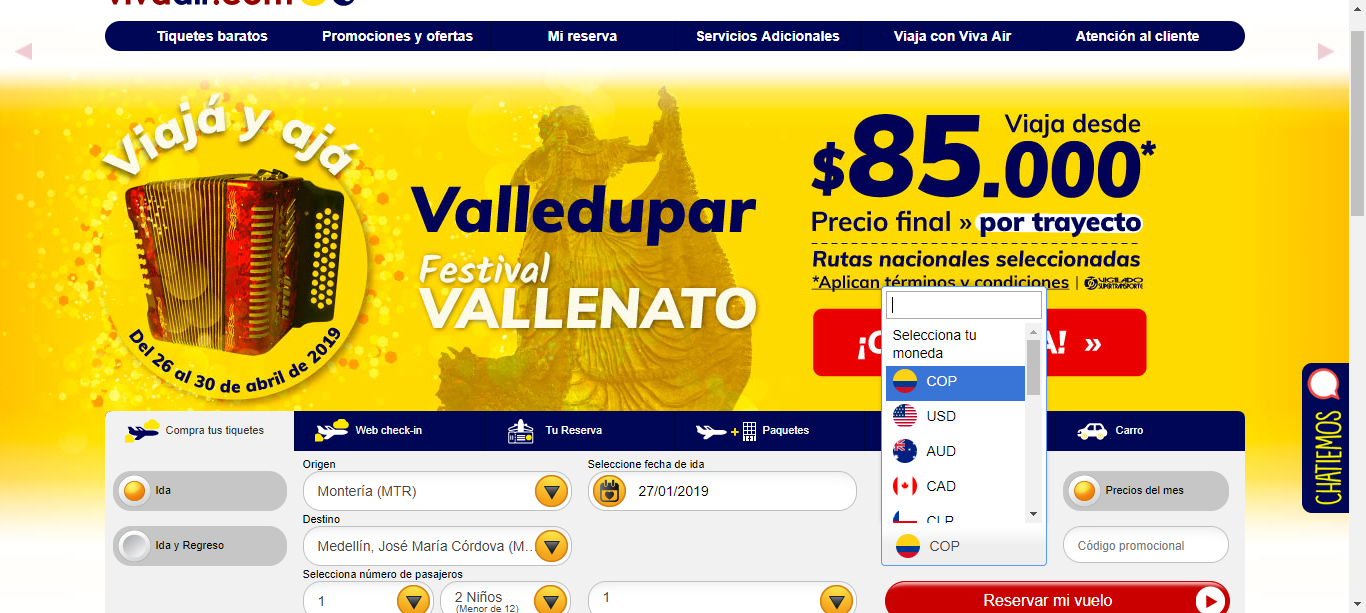 vivaair.com
Tiquetes baratos
Promociones y ofertas
Mi reserva
Servicios Adicionales
Viaja con Viva Air
Atención al cliente
Viajá y ajá
Del 26 al 30 de abril de 2019
Valledupar
Festival
VALLENATO
Viaja desde
$85.000*
Precio final » por trayecto
Rutas nacionales seleccionadas
*Aplican términos y condiciones | VIGILADO
SUPERTRANSPORTE
»
Selecciona tu
moneda
COP
USD
AUD
CAD
CLP
COP
CHATIEMOS
Compra tus tiquetes
Web check-in
Tu Reserva
Paquetes
Carro
Ida
Ida y Regreso
Origen
Montería (MTR)
Destino
Medellín, José María Córdova (M...
Selecciona número de pasajeros
1
2 Niños
(Menor de 12)
Seleccione fecha de ida
27/01/2019
1
Precios del mes
Código promocional
Reservar mi vuelo